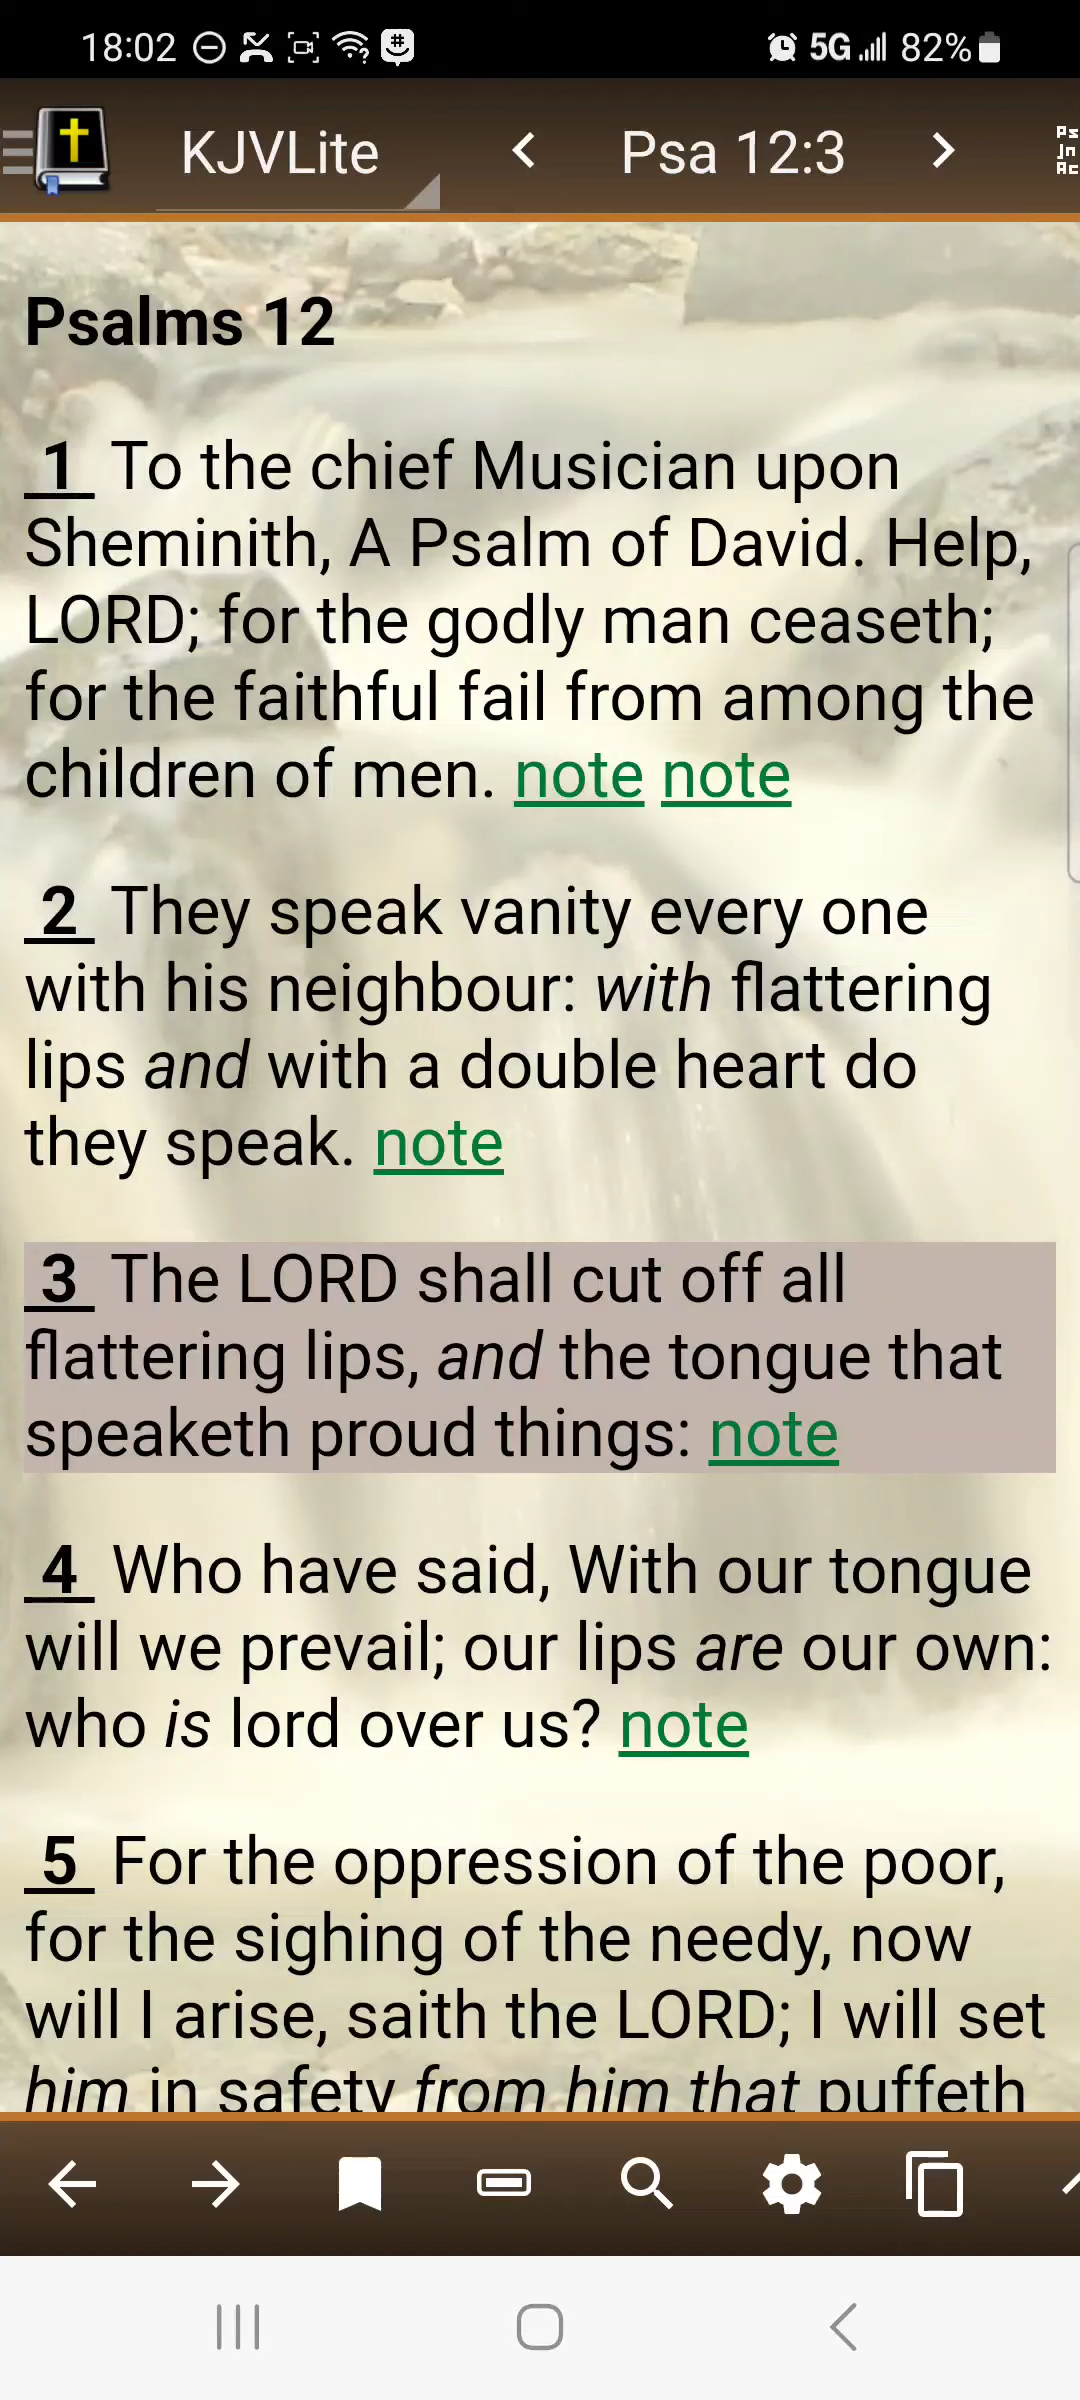 18:02
5G 82%
KJVLite Psa 12:3
Psalms 12
1 To the chief Musician upon
Sheminith, A Psalm of David. Help,
LORD; for the godly man ceaseth;
for the faithful fail from among the
children of men. note note
2 They speak vanity every one
with his neighbour: with flattering
lips and with a double heart do
they speak. note
3 The LORD shall cut off all
flattering lips, and the tongue that
speaketh proud things: note
4 Who have said, With our tongue
will we prevail; our lips are our own:
who is lord over us? note
5 For the oppression of the poor,
for the sighing of the needy, now
will I arise, saith the LORD; I will set
him in safety from him that puffeth